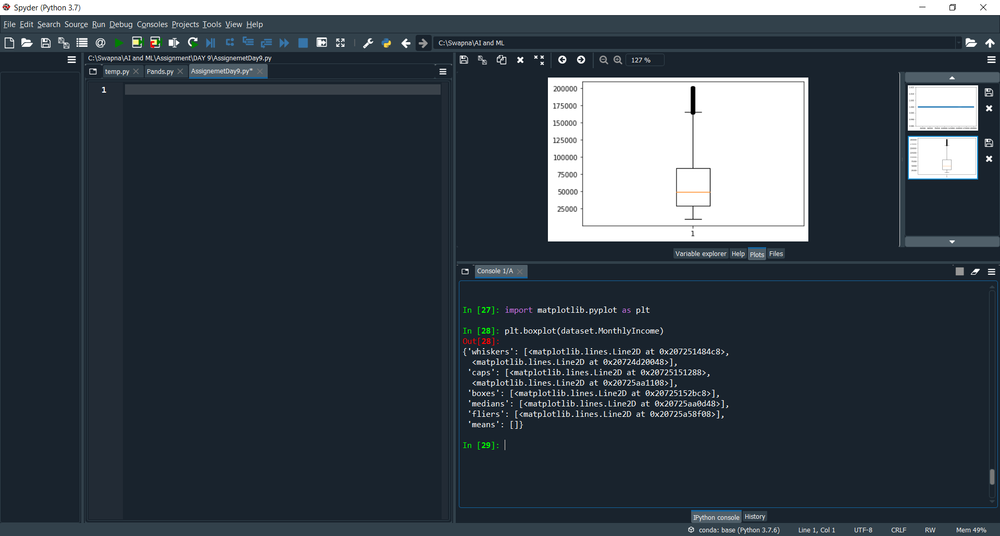 Spyder (Python 3.7)
File Edit Search Source Run Debug Consoles Projects Tools View Help
C:\Swapna\AI and ML
C:\Swapna\AI and ML\Assignment\DAY 9\AssignemetDay9.py
temp.py Pands.py AssignemetDay9.py*
1
127 %
200000
175000
150000
125000
100000
75000
50000
25000
1
Variable explorer Help Plots Files
Console 1/A
In [27]: import matplotlib.pyplot as plt
In [28]: plt.boxplot(dataset.MonthlyIncome)
Out[28]:
{'whiskers': [<matplotlib.lines.Line2D at 0x207251484c8>,
<matplotlib.lines.Line2D at 0x20724d20048>],
'caps': [<matplotlib.lines.Line2D at 0x20725151288>,
<matplotlib.lines.Line2D at 0x20725aa1108>],
'boxes': [<matplotlib.lines.Line2D at 0x20725152bc8>],
'medians': [<matplotlib.lines.Line2D at 0x20725aa0d48>],
'fliers': [<matplotlib.lines.Line2D at 0x20725a58f08>],
'means': []}
In [29]:
IPython console History
conda: base (Python 3.7.6) Line 1, Col 1 UTF-8 CRLF RW Mem 49%